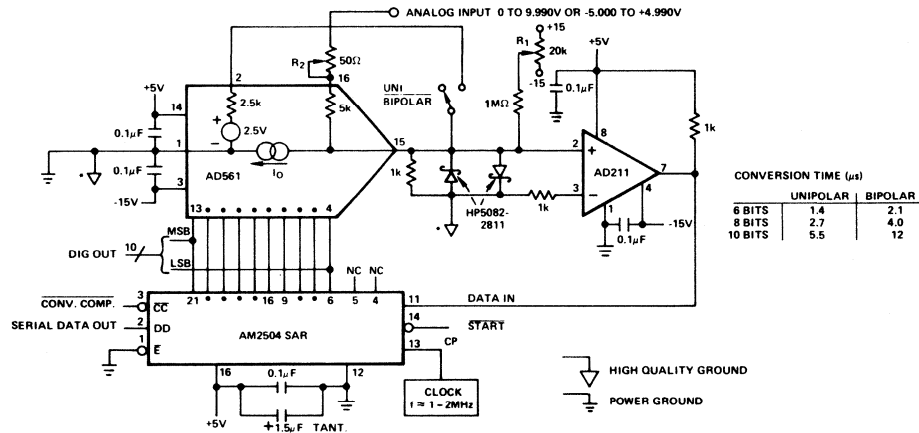 ANALOG INPUT 0 TO 9.990V OR -5.000 TO +4.990V
R1
+15
20k
-15
+5V
R2
50Ω
16
2
2.5k
5k
UNI
BIPOLAR
1MΩ
0.1μF
1k
+5V
14
0.1μF
+
2.5V
-
1
0.1μF
IO
AD561
3
-15V
15
1k
HP5082-
2811
1k
2
+
8
AD211
7
3
-
4
1
0.1μF
-15V
CONVERSION TIME (μs)
UNIPOLAR BIPOLAR
6 BITS 1.4 2.1
8 BITS 2.7 4.0
10 BITS 5.5 12
13
4
MSB
DIG OUT
10
LSB
NC NC
21
16
9
6
5
4
CONV. COMP.
3
CC
SERIAL DATA OUT
2
DD
1
E
AM2504 SAR
11
DATA IN
14
START
13
CP
16
12
0.1μF
+5V
+
1.5μF TANT.
CLOCK
f ≈ 1 - 2MHz
HIGH QUALITY GROUND
POWER GROUND